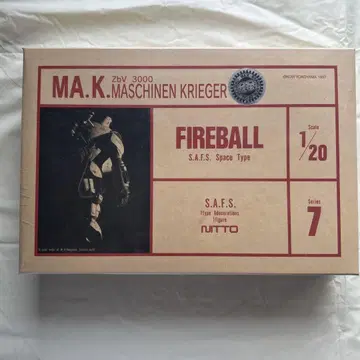 ZbV 3000
MA.K. MASCHINEN KRIEGER
FIREBALL
S.A.F.S. Space Type
Scale
1/20
S.A.F.S.
NITTO
Series
7